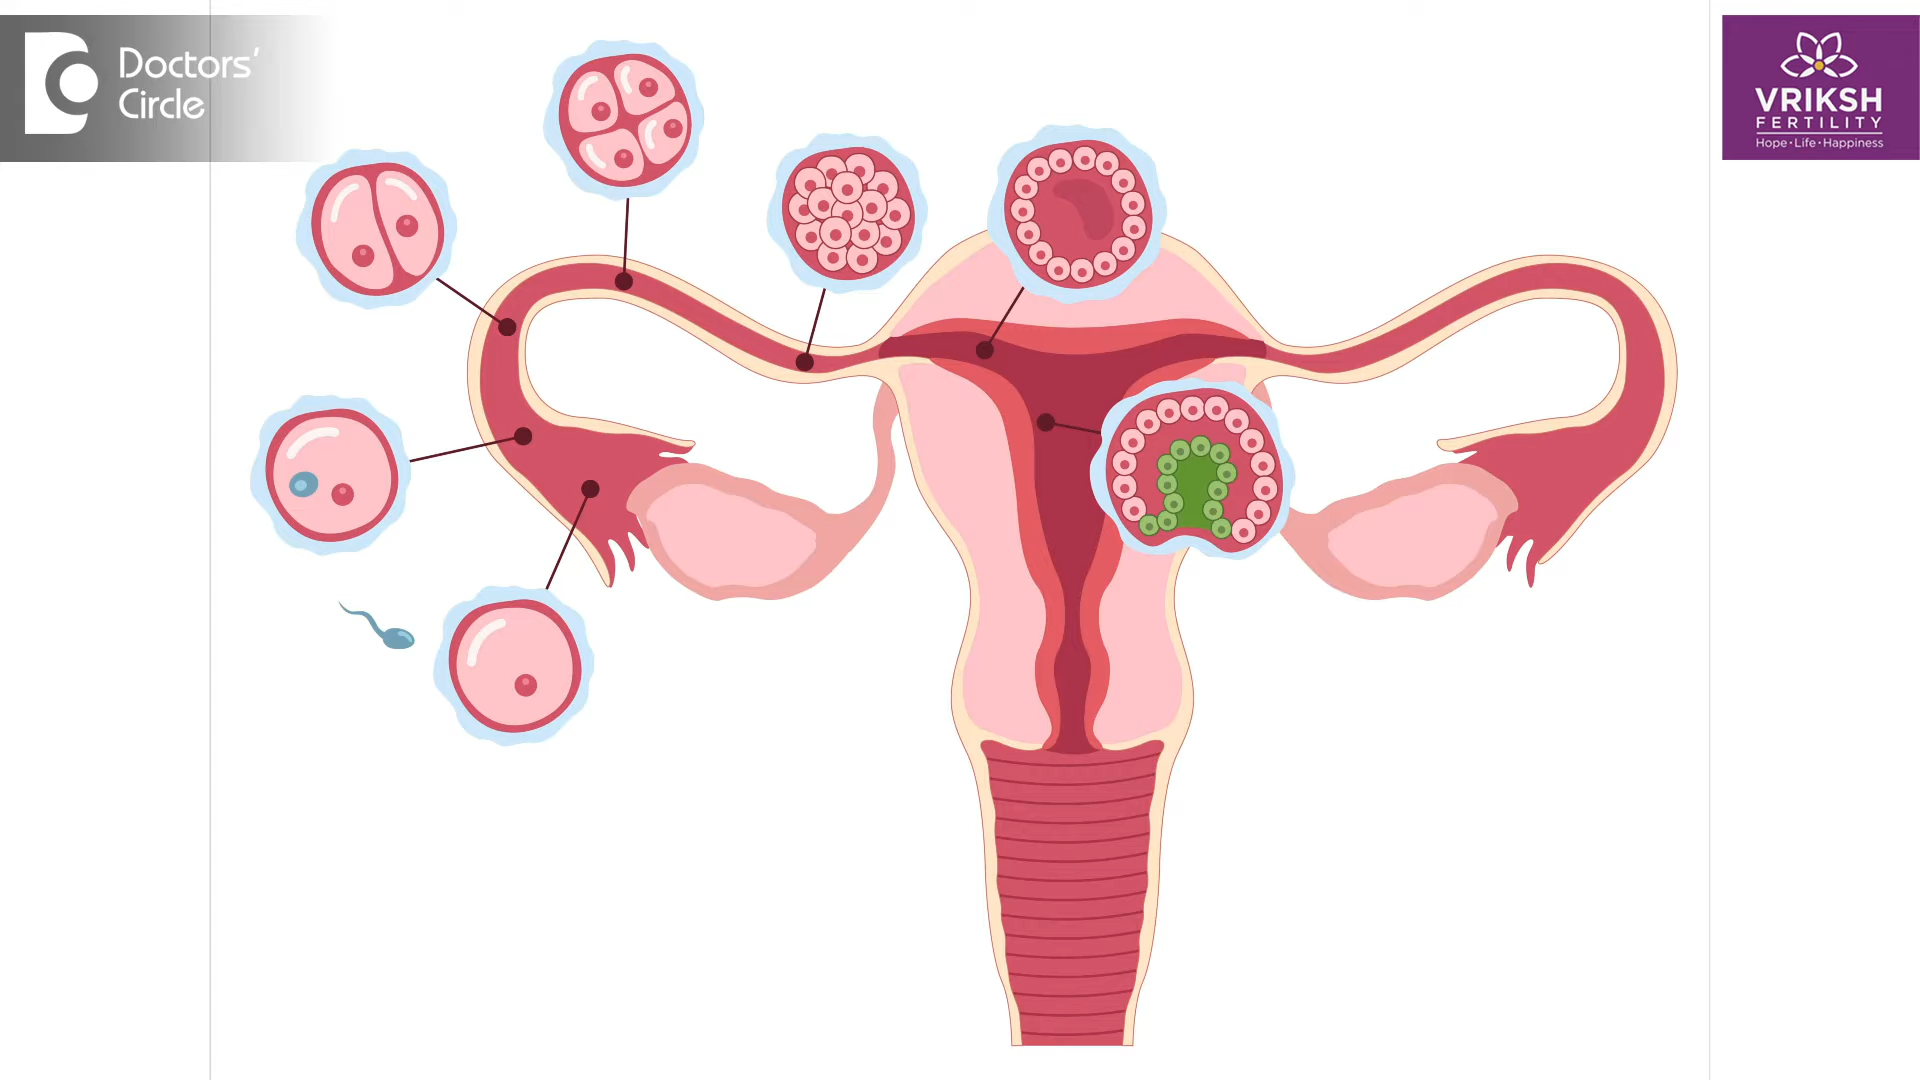 Doctors'
Circle
VRIKSH
FERTILITY
Hope•Life•Happiness